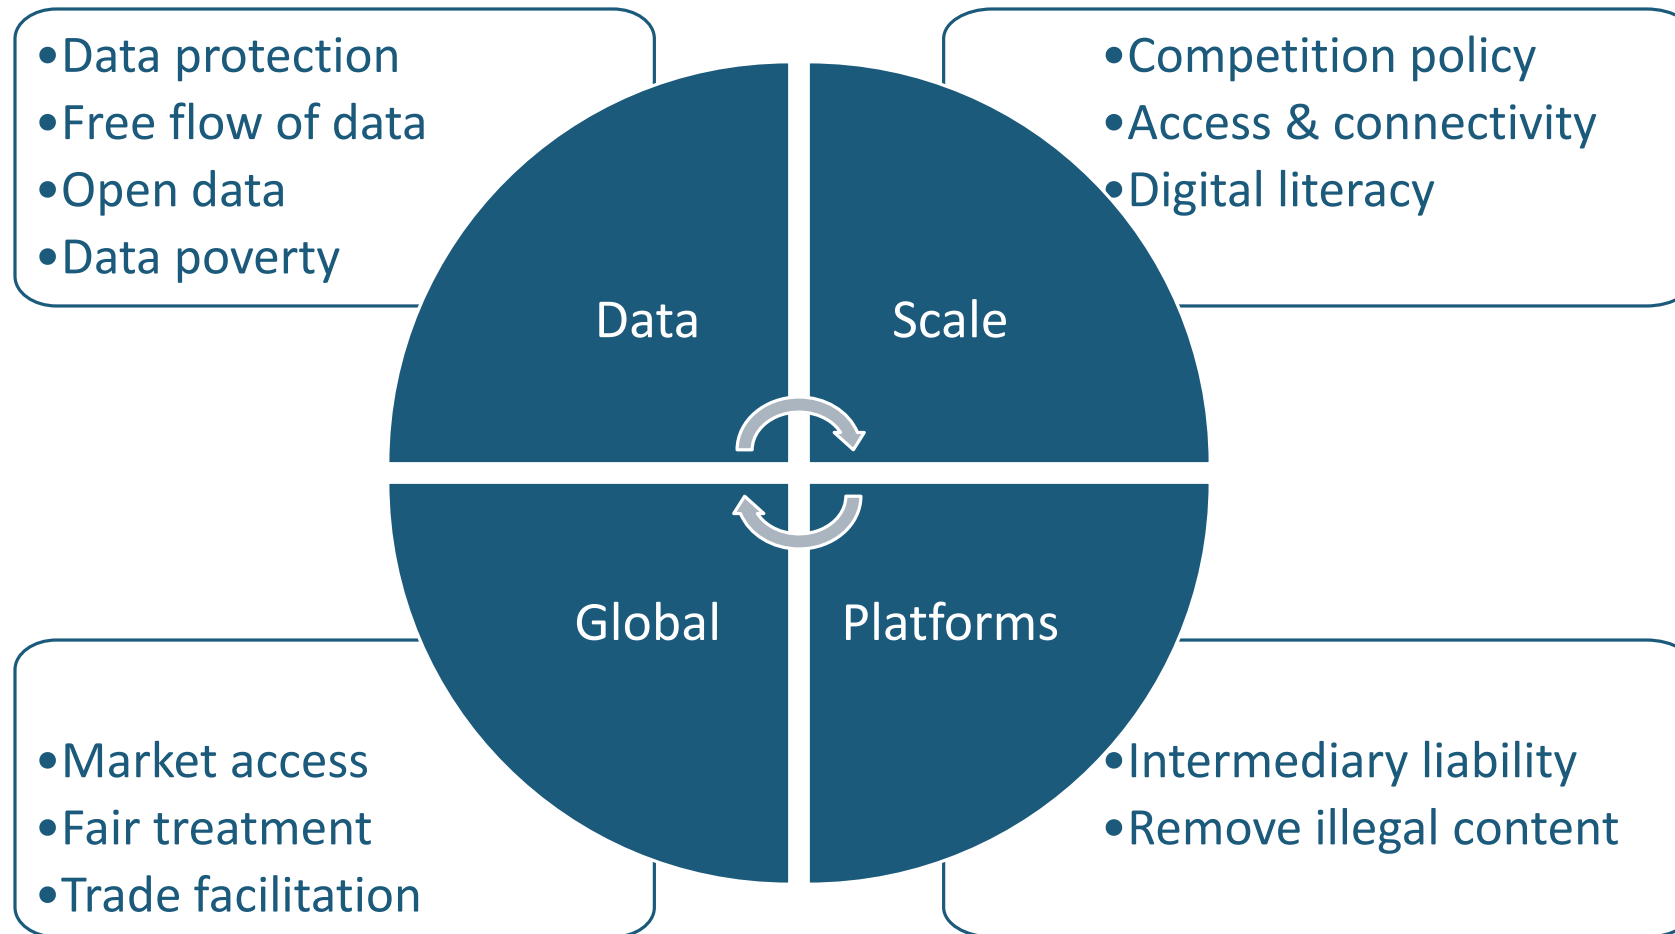 •Data protection
•Free flow of data
•Open data
•Data poverty
•Competition policy
•Access & connectivity
•Digital literacy
Data
Scale
Global
Platforms
•Market access
•Fair treatment
•Trade facilitation
•Intermediary liability
•Remove illegal content